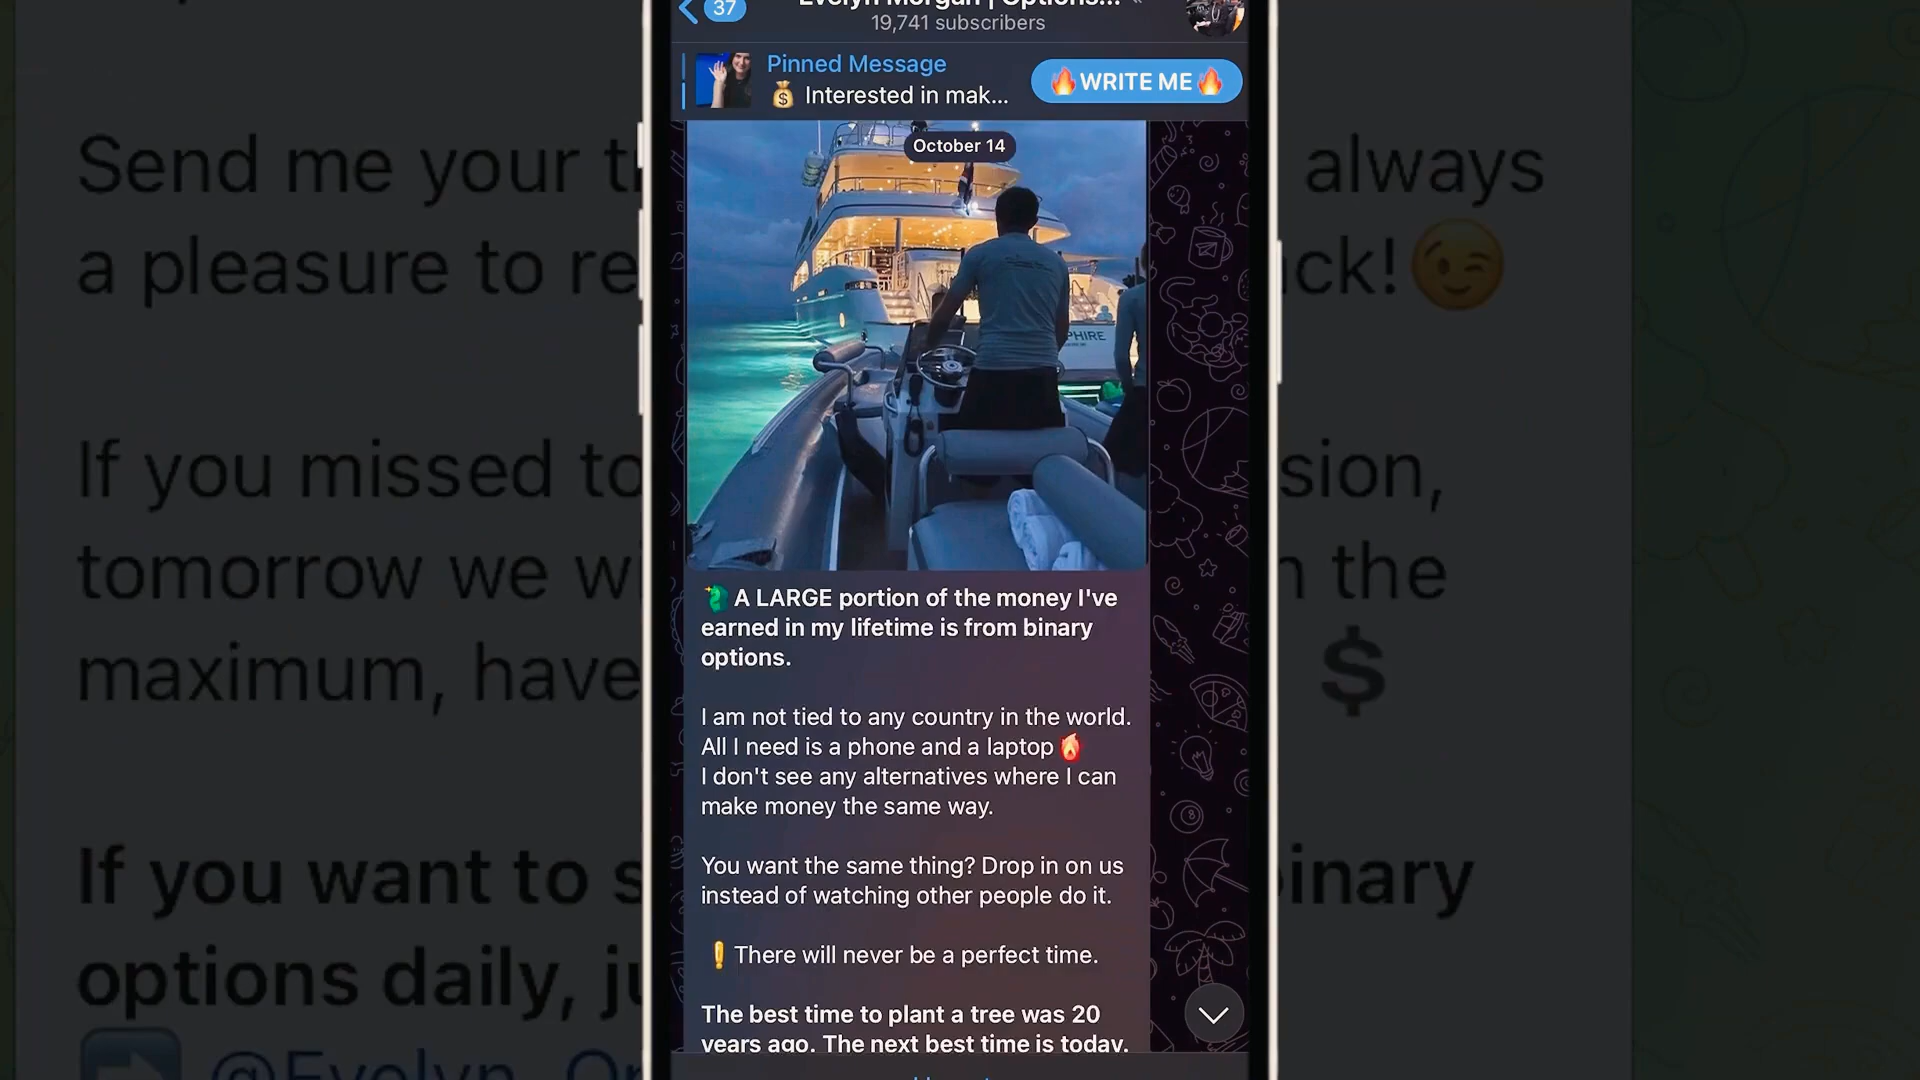 37
Evelyn Morgan | Options...
19,741 subscribers
Pinned Message
💰 Interested in mak...
🔥WRITE ME🔥
October 14
PHIRE
A LARGE portion of the money I've
earned in my lifetime is from binary
options.
I am not tied to any country in the world.
All I need is a phone and a laptop🔥
I don't see any alternatives where I can
make money the same way.
You want the same thing? Drop in on us
instead of watching other people do it.
❗There will never be a perfect time.
The best time to plant a tree was 20
years ago. The next best time is today.
Send me your always
a pleasure to ck!😉
If you missed sion,
tomorrow we the
maximum, have $
If you want to binary
options daily,
➡️ @Evelyn